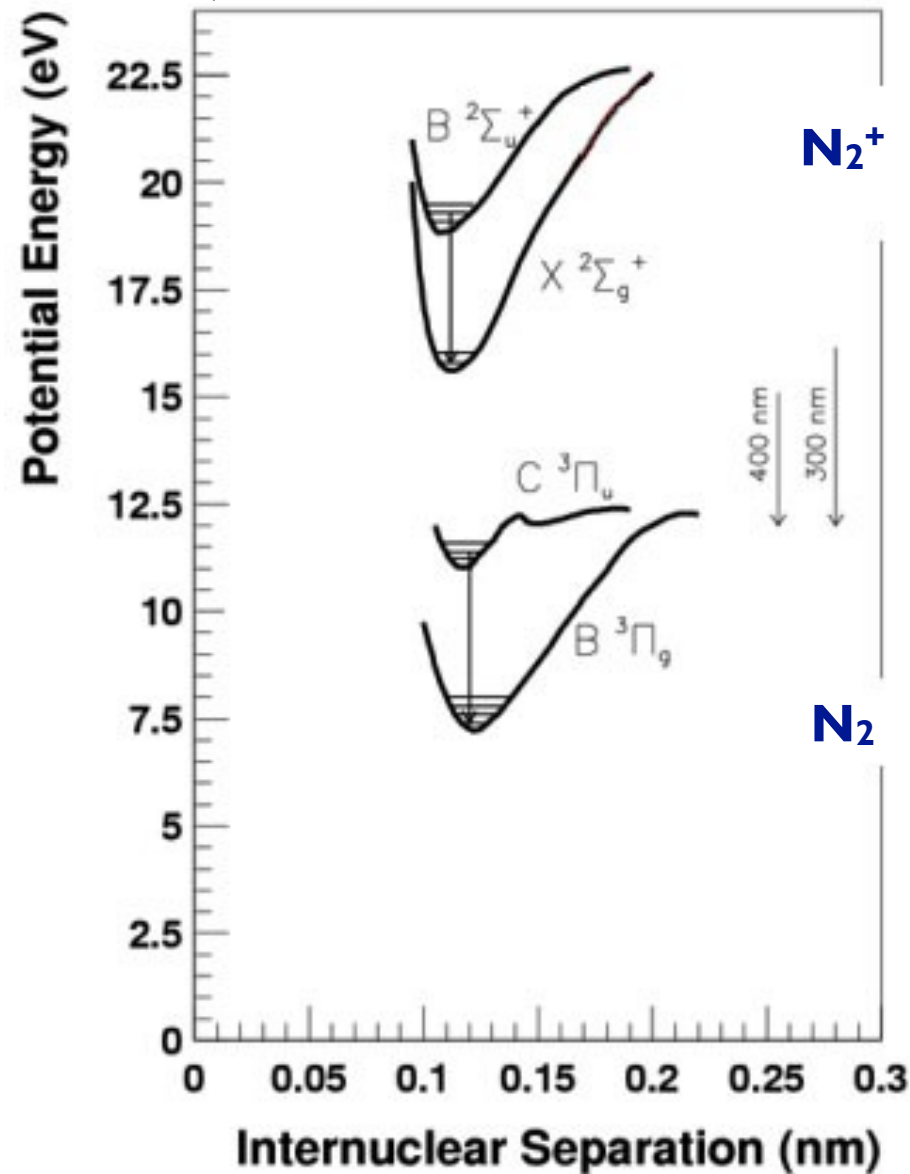 Potential Energy (eV)
22.5
20
17.5
15
12.5
10
7.5
5
2.5
0
B ²Σᵤ⁺
N₂⁺
X ²Σg⁺
400 nm
300 nm
C ³Πᵤ
B ³Πg
N₂
0 0.05 0.1 0.15 0.2 0.25 0.3
Internuclear Separation (nm)